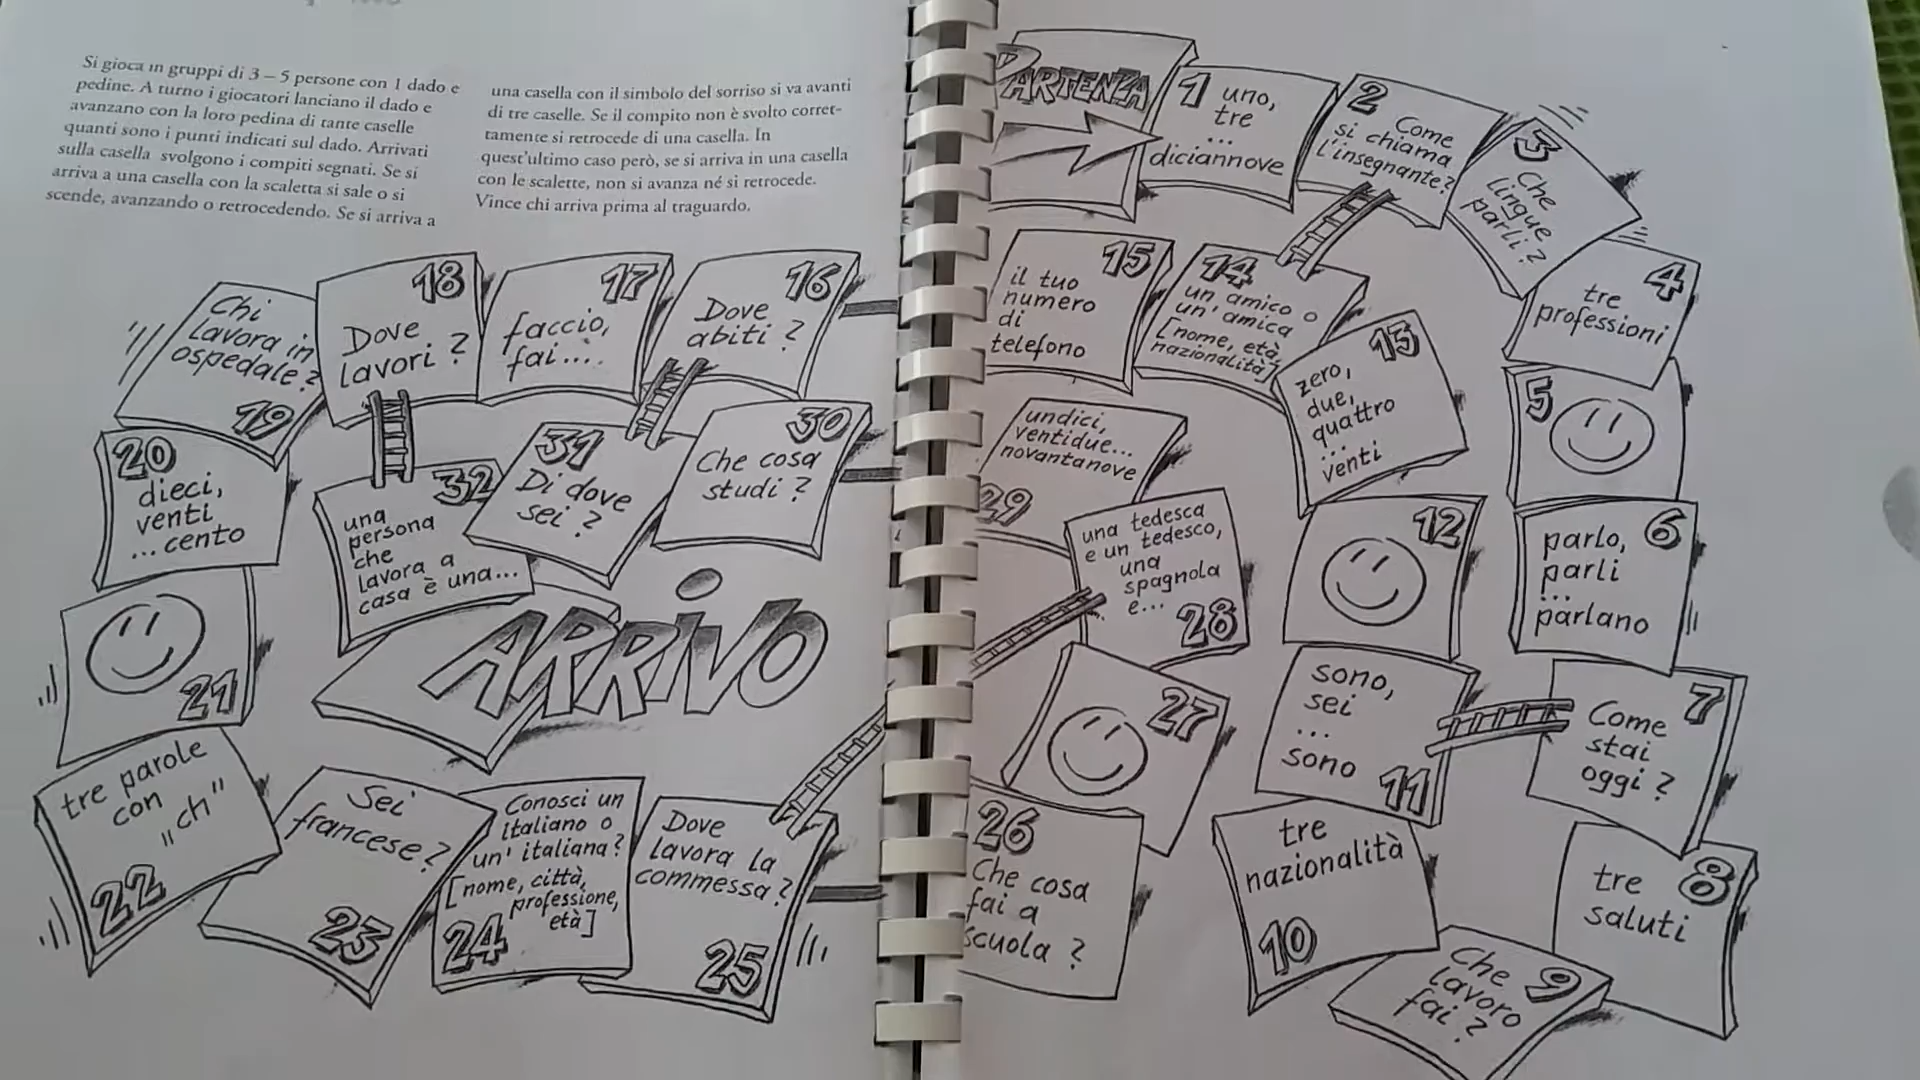 Si gioca in gruppi di 3 – 5 persone con 1 dado e
pedine. A turno i giocatori lanciano il dado e
avanzano con la loro pedina di tante caselle
quanti sono i punti indicati sul dado. Arrivati
sulla casella svolgono i compiti segnati. Se si
arriva a una casella con la scaletta si sale o si
scende, avanzando o retrocedendo. Se si arriva a
una casella con il simbolo del sorriso si va avanti
di tre caselle. Se il compito non è svolto corret-
tamente si retrocede di una casella. In
quest'ultimo caso però, se si arriva in una casella
con le scalette, non si avanza né si retrocede.
Vince chi arriva prima al traguardo.
PARTENZA
1 uno,
tre
...
diciannove
2 Come
si chiama
l'insegnante?
3 Che
lingue
parli?
4
tre
professioni
5
6
parlo,
parli
...
parlano
7
Come
stai
oggi?
8
tre
saluti
9
Che
lavoro
fai?
tre
nazionalità
10
sono,
sei
...
sono
11
12
13
zero,
due,
quattro
...
venti
14
un amico o
un'amica
[nome, età,
nazionalità]
15
il tuo
numero
di
telefono
16
Dove
abiti?
17
faccio,
fai....
18
Dove
lavori?
Chi
lavora in
ospedale?
19
20
dieci,
venti
...cento
21
tre parole
con
„ch"
22
Sei
francese?
23
Conosci un
italiano o
un'italiana?
[nome, città,
professione,
età]
24
Dove
lavora la
commessa?
25
26
Che cosa
fai a
scuola?
27
una tedesca
e un tedesco,
una
spagnola
e...
28
undici,
ventidue...
novantanove
29
30
Che cosa
studi?
31
Di dove
sei?
32
una
persona
che
lavora a
casa è una...
ARRIVO